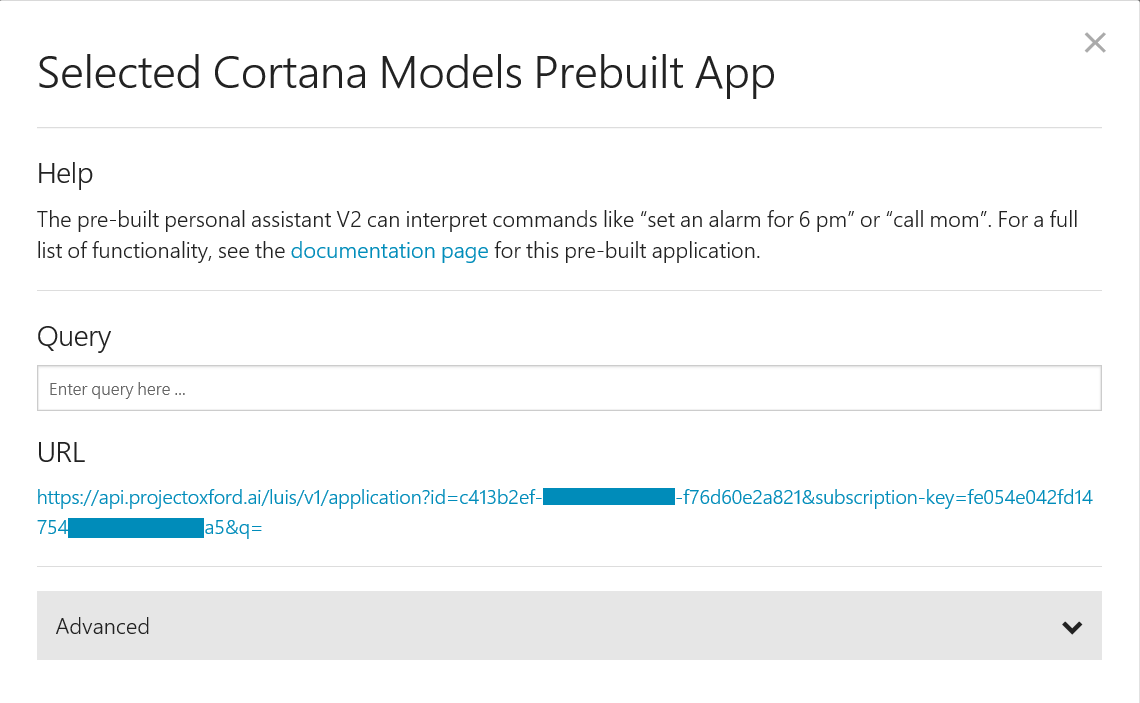 Selected Cortana Models Prebuilt App
Help
The pre-built personal assistant V2 can interpret commands like “set an alarm for 6 pm” or “call mom”. For a full
list of functionality, see the documentation page for this pre-built application.
Query
Enter query here ...
URL
https://api.projectoxford.ai/luis/v1/application?id=c413b2ef- -f76d60e2a821&subscription-key=fe054e042fd14
754 a5&q=
Advanced